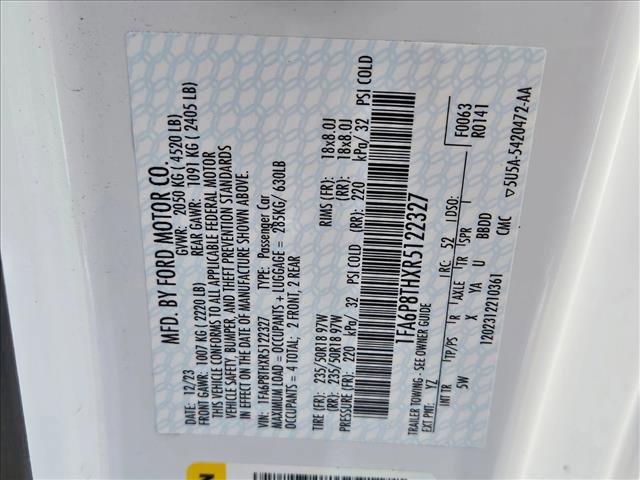 MFD. BY FORD MOTOR CO.
DATE: 12/23 GVWR: 2050 KG ( 4520 LB)
FRONT GAWR: 1007 KG ( 2220 LB) REAR GAWR: 1091 KG ( 2405 LB)
THIS VEHICLE CONFORMS TO ALL APPLICABLE FEDERAL MOTOR
VEHICLE SAFETY, BUMPER, AND THEFT PREVENTION STANDARDS
IN EFFECT ON THE DATE OF MANUFACTURE SHOWN ABOVE.
VIN: 1FA6P8THXR5122327 TYPE: Passenger Car
MAXIMUM LOAD = OCCUPANTS + LUGGAGE = 285KG/ 630LB
OCCUPANTS = 4 TOTAL; 2 FRONT, 2 REAR
TIRE (FR): 235/50R18 97W RIMS (FR): 18x8.0J
TIRE (RR): 235/50R18 97W (RR): 18x8.0J
PRESSURE (FR): 220 kPa/ 32 PSI COLD (RR): 220 kPa/ 32 PSI COLD
1FA6P8THXR5122327
TRAILER TOWING - SEE OWNER GUIDE
EXT PNT: YZ RC: 52 DSO: F0063
R0141
INT TR TP/PS R AXLE TR SPR
5W X YA U BBDD
1202312210361 CMC ▽5U5A-5420472-AA